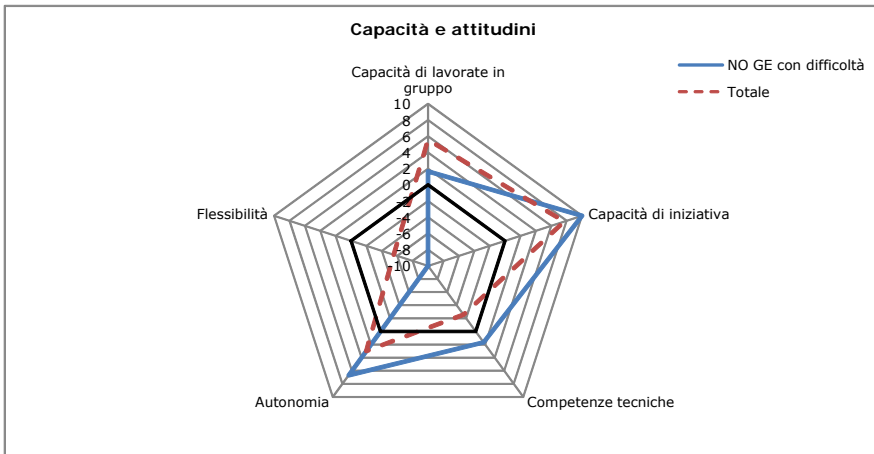 Capacità e attitudini
NO GE con difficoltà
Totale
Capacità di lavorate in
gruppo
10
8
6
4
2
0
-2
-4
-6
-8
-10
Flessibilità
Capacità di iniziativa
Autonomia
Competenze tecniche